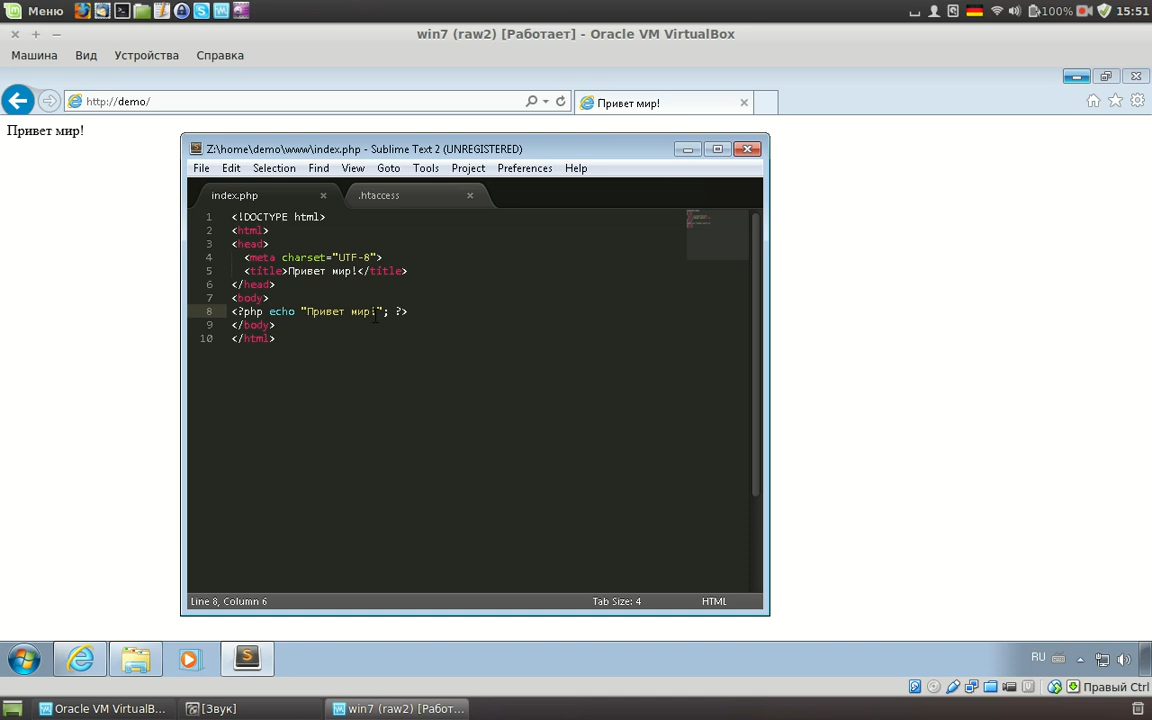 Меню 100% 15:51
win7 (raw2) [Работает] - Oracle VM VirtualBox
Машина Вид Устройства Справка
http://demo/ Привет мир!
Привет мир!
Z:\home\demo\www\index.php - Sublime Text 2 (UNREGISTERED)
File Edit Selection Find View Goto Tools Project Preferences Help
index.php .htaccess
1 <!DOCTYPE html>
2 <html>
3 <head>
4 <meta charset="UTF-8">
5 <title>Привет мир!</title>
6 </head>
7 <body>
8 <?php echo "Привет мир!"; ?>
9 </body>
10 </html>
Line 8, Column 6 Tab Size: 4 HTML
RU
Правый Ctrl
Oracle VM VirtualB... [Звук] win7 (raw2) [Работ...